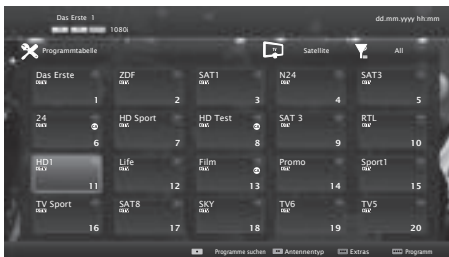 Das Erste 1
dd.mm.yyyy hh:mm
1080i
Programmtabelle
Satellite
All
Das Erste
ZDF
SAT1
N24
SAT3
1
2
3
4
5
24
HD Sport
HD Test
SAT 3
RTL
6
7
8
9
10
HD1
Life
Film
Promo
Sport1
11
12
13
14
15
TV Sport
SAT8
SKY
TV6
TV5
16
17
18
19
20
Programme suchen
Antennentyp
Extras
Programm